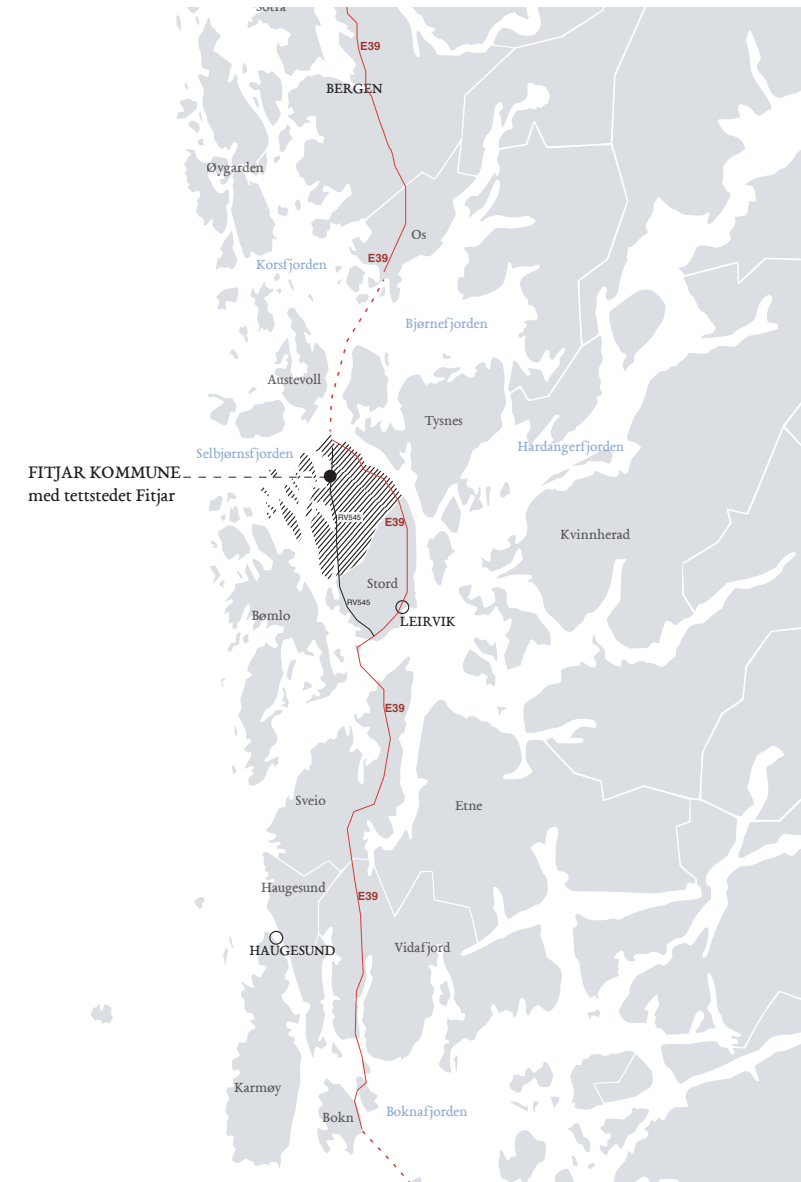 Sotra
E39
BERGEN
Øygarden
Os
E39
Korsfjorden
Bjørnefjorden
Austevoll
Tysnes
Selbjørnsfjorden
Hardangerfjorden
FITJAR KOMMUNE
med tettstedet Fitjar
RV545
E39
Kvinnherad
Stord
RV545
Bømlo
LEIRVIK
E39
Sveio
Etne
Haugesund
E39
Vidafjord
HAUGESUND
Karmøy
Boknafjorden
Bokn